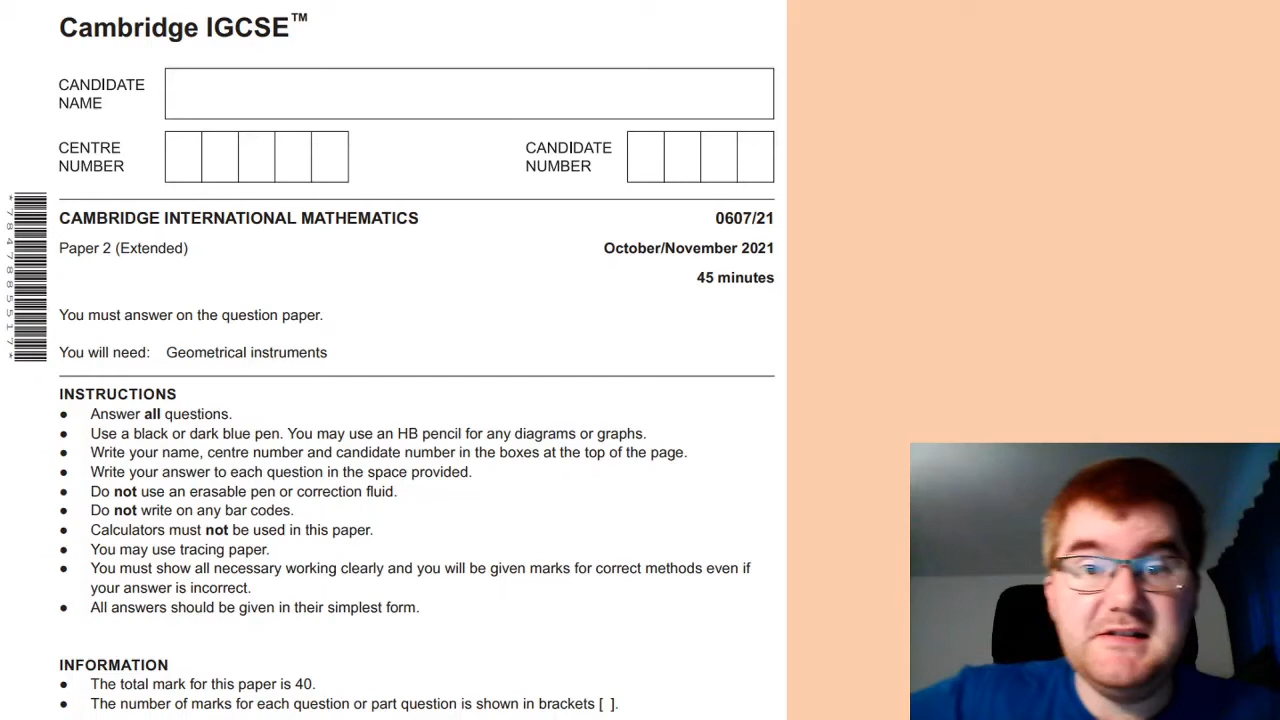 Cambridge IGCSE™
CANDIDATE
NAME
CENTRE
NUMBER
CANDIDATE
NUMBER
*7847885517*
CAMBRIDGE INTERNATIONAL MATHEMATICS 0607/21
Paper 2 (Extended) October/November 2021
45 minutes
You must answer on the question paper.
You will need: Geometrical instruments
INSTRUCTIONS
● Answer all questions.
● Use a black or dark blue pen. You may use an HB pencil for any diagrams or graphs.
● Write your name, centre number and candidate number in the boxes at the top of the page.
● Write your answer to each question in the space provided.
● Do not use an erasable pen or correction fluid.
● Do not write on any bar codes.
● Calculators must not be used in this paper.
● You may use tracing paper.
● You must show all necessary working clearly and you will be given marks for correct methods even if
your answer is incorrect.
● All answers should be given in their simplest form.
INFORMATION
● The total mark for this paper is 40.
● The number of marks for each question or part question is shown in brackets [ ].